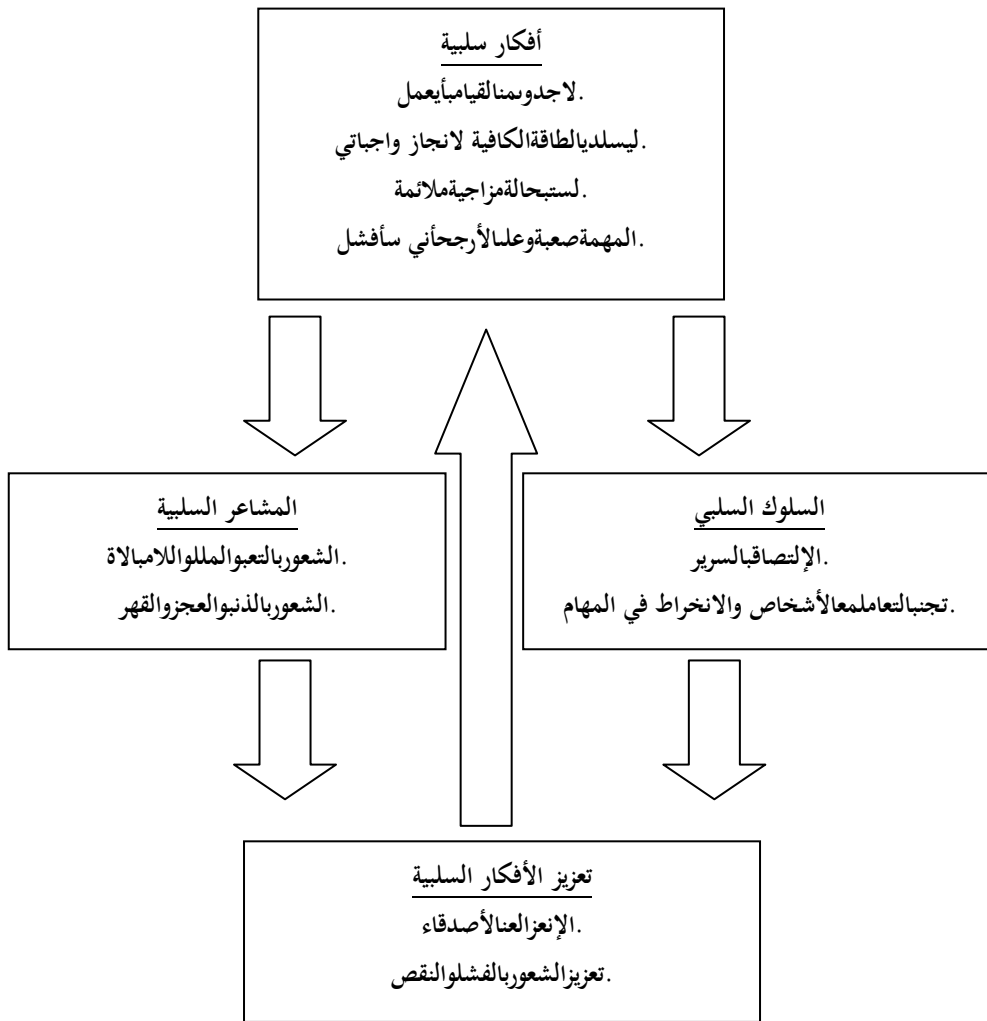 أفكار سلبية
.لاجدوىمنالقيامبأيعمل
.ليسلديالطاقةالكافية لانجاز واجباتي
.لستبحالةمزاجيةملائمة
.المهمةصعبةوعلىالأرجحأني سأفشل
المشاعر السلبية
.الشعوربالتعبوالمللواللامبالاة
.الشعوربالذنبوالعجزوالقهر
السلوك السلبي
.الإلتصاقبالسرير
.تجنبالتعاملمعالأشخاص والانخراط في المهام
تعزيز الأفكار السلبية
.الإنعزالعنالأصدقاء
.تعزيزالشعوربالفشلوالنقص